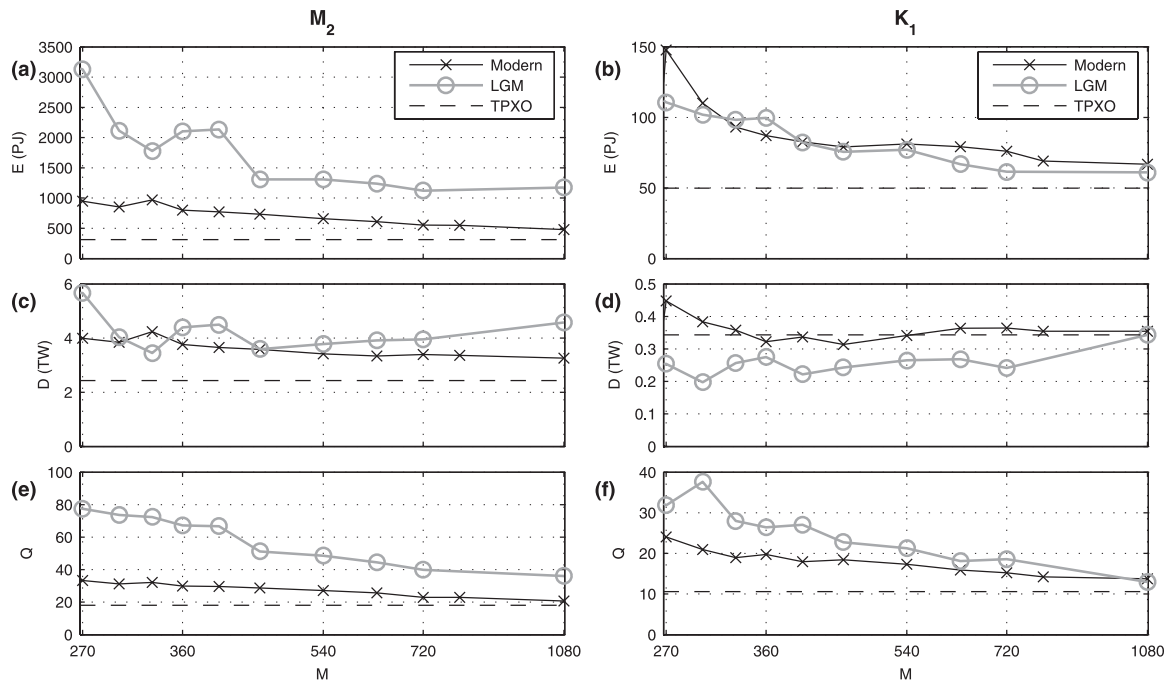 M2
K1
(a)
E (PJ)
3500
3000
2500
2000
1500
1000
500
0
Modern
LGM
TPXO
(b)
E (PJ)
150
100
50
0
Modern
LGM
TPXO
(c)
D (TW)
6
4
2
0
(d)
D (TW)
0.5
0.4
0.3
0.2
0.1
0
(e)
Q
100
80
60
40
20
0
270
360
540
720
1080
M
(f)
Q
40
30
20
10
0
270
360
540
720
1080
M